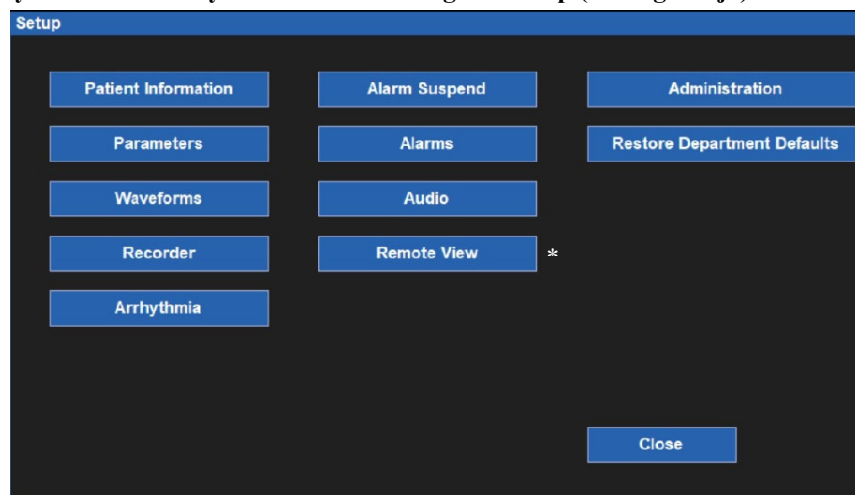 Setup
Patient Information
Alarm Suspend
Administration
Parameters
Alarms
Restore Department Defaults
Waveforms
Audio
Recorder
Remote View *
Arrhythmia
Close